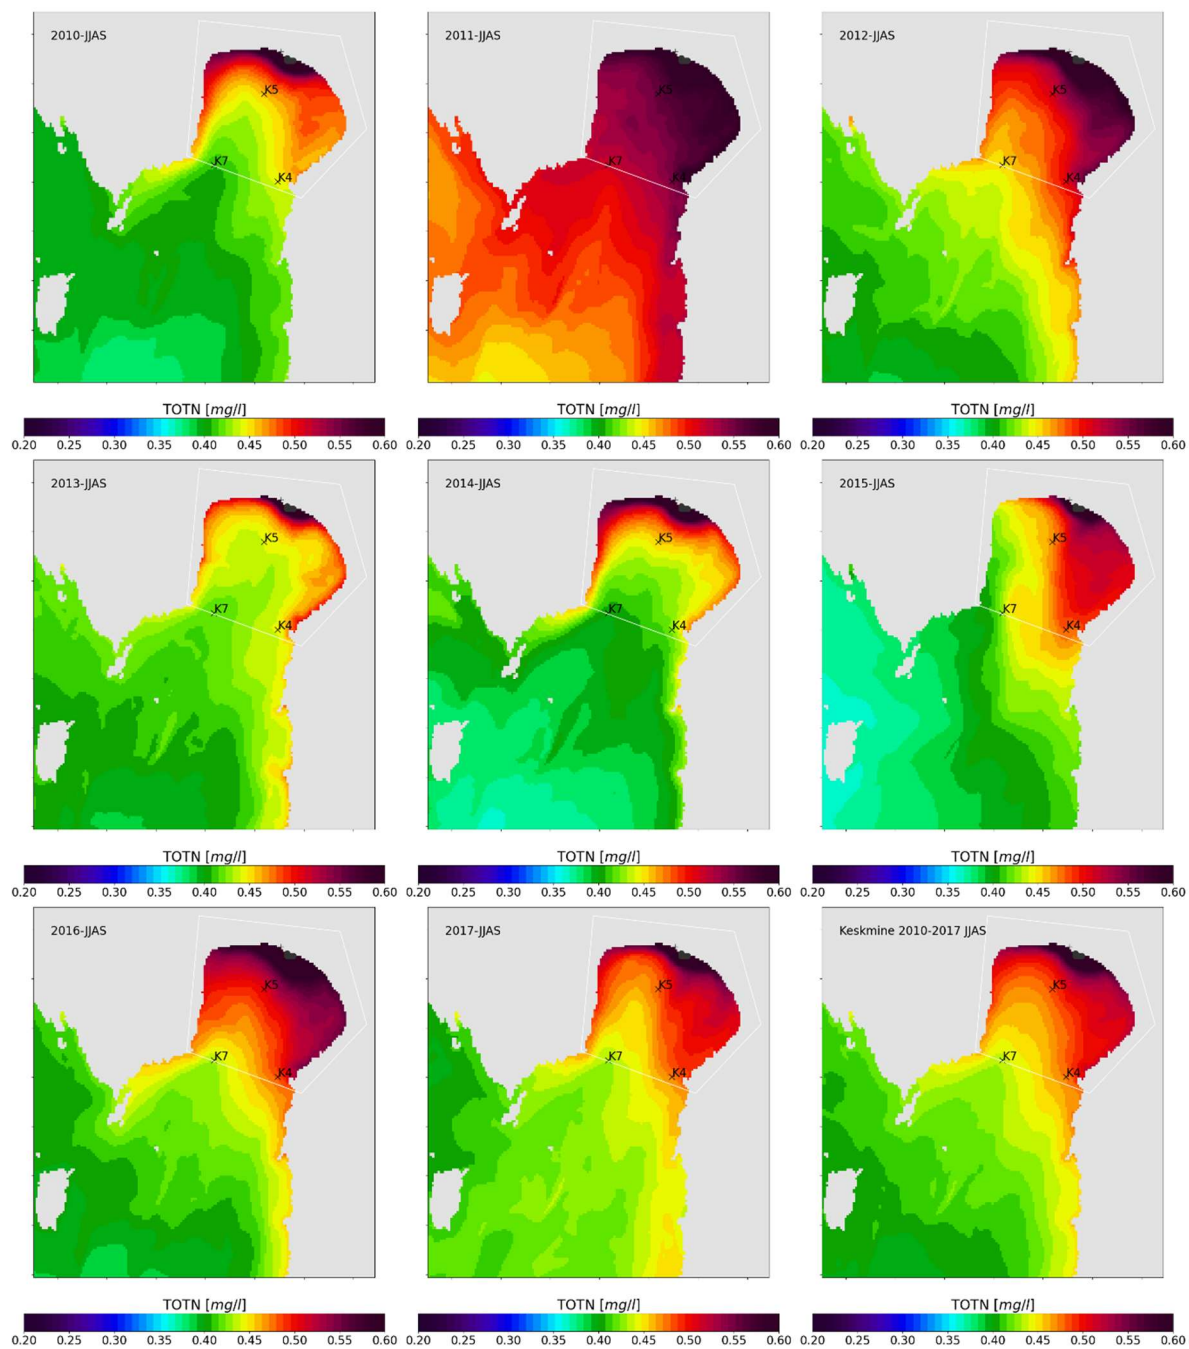 2010-JJAS 2011-JJAS 2012-JJAS
K5 K5 K5
K7 K7 K7
K4 K4 K4
TOTN [mg/l] TOTN [mg/l] TOTN [mg/l]
0.20 0.25 0.30 0.35 0.40 0.45 0.50 0.55 0.60 0.20 0.25 0.30 0.35 0.40 0.45 0.50 0.55 0.60 0.20 0.25 0.30 0.35 0.40 0.45 0.50 0.55 0.60
2013-JJAS 2014-JJAS 2015-JJAS
K5 K5 K5
K7 K7 K7
K4 K4 K4
TOTN [mg/l] TOTN [mg/l] TOTN [mg/l]
0.20 0.25 0.30 0.35 0.40 0.45 0.50 0.55 0.60 0.20 0.25 0.30 0.35 0.40 0.45 0.50 0.55 0.60 0.20 0.25 0.30 0.35 0.40 0.45 0.50 0.55 0.60
2016-JJAS 2017-JJAS Keskmine 2010-2017 JJAS
K5 K5 K5
K7 K7 K7
K4 K4 K4
TOTN [mg/l] TOTN [mg/l] TOTN [mg/l]
0.20 0.25 0.30 0.35 0.40 0.45 0.50 0.55 0.60 0.20 0.25 0.30 0.35 0.40 0.45 0.50 0.55 0.60 0.20 0.25 0.30 0.35 0.40 0.45 0.50 0.55 0.60